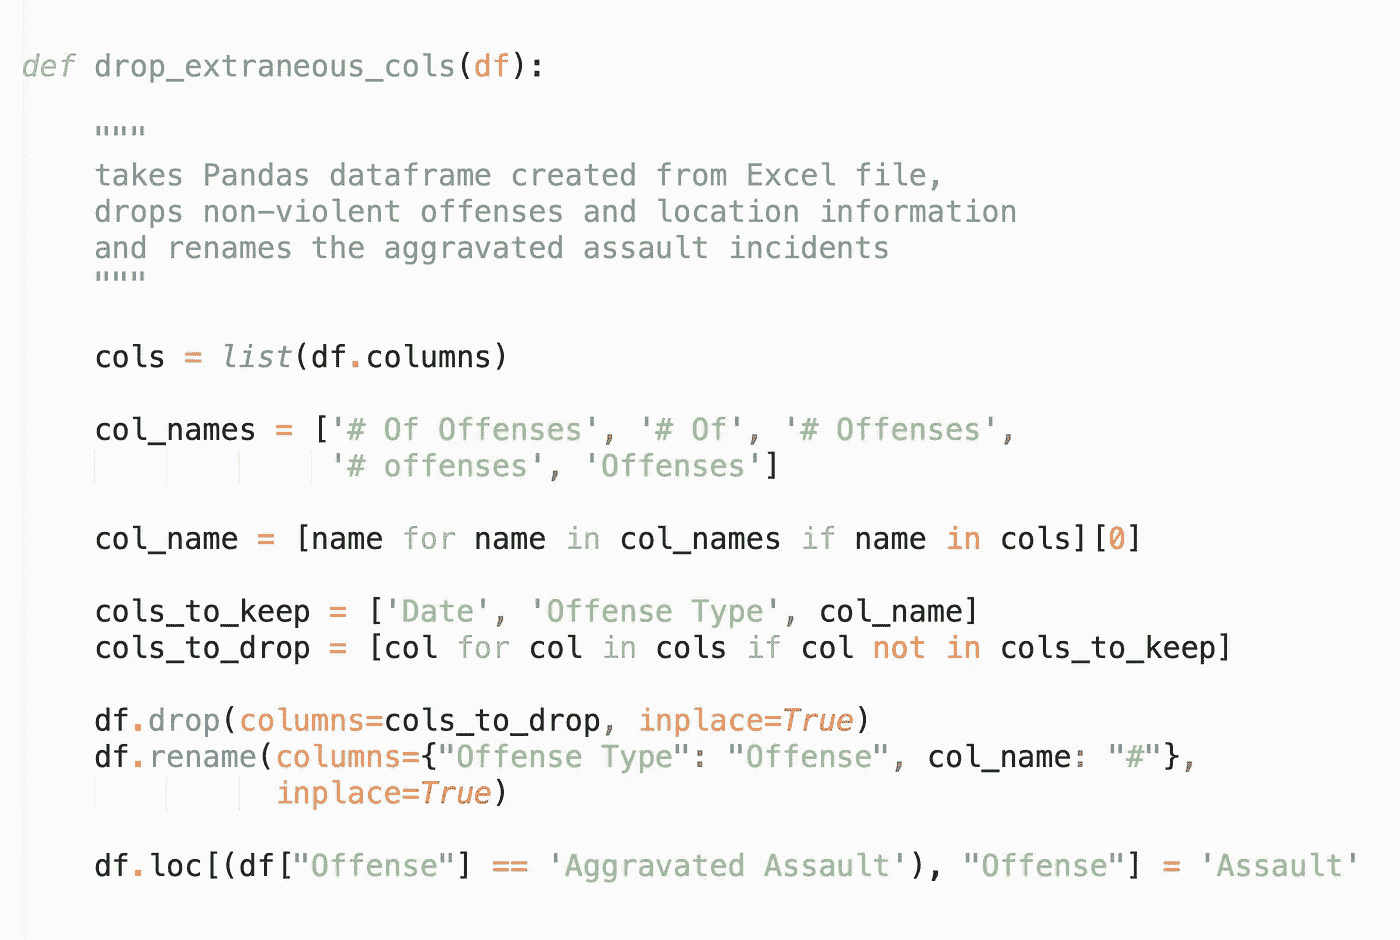 def drop_extraneous_cols(df):
"""
takes Pandas dataframe created from Excel file,
drops non-violent offenses and location information
and renames the aggravated assault incidents
"""
cols = list(df.columns)
col_names = ['# Of Offenses', '# Of', '# Offenses',
'# offenses', 'Offenses']
col_name = [name for name in col_names if name in cols][0]
cols_to_keep = ['Date', 'Offense Type', col_name]
cols_to_drop = [col for col in cols if col not in cols_to_keep]
df.drop(columns=cols_to_drop, inplace=True)
df.rename(columns={"Offense Type": "Offense", col_name: "#"},
inplace=True)
df.loc[(df["Offense"] == 'Aggravated Assault'), "Offense"] = 'Assault'